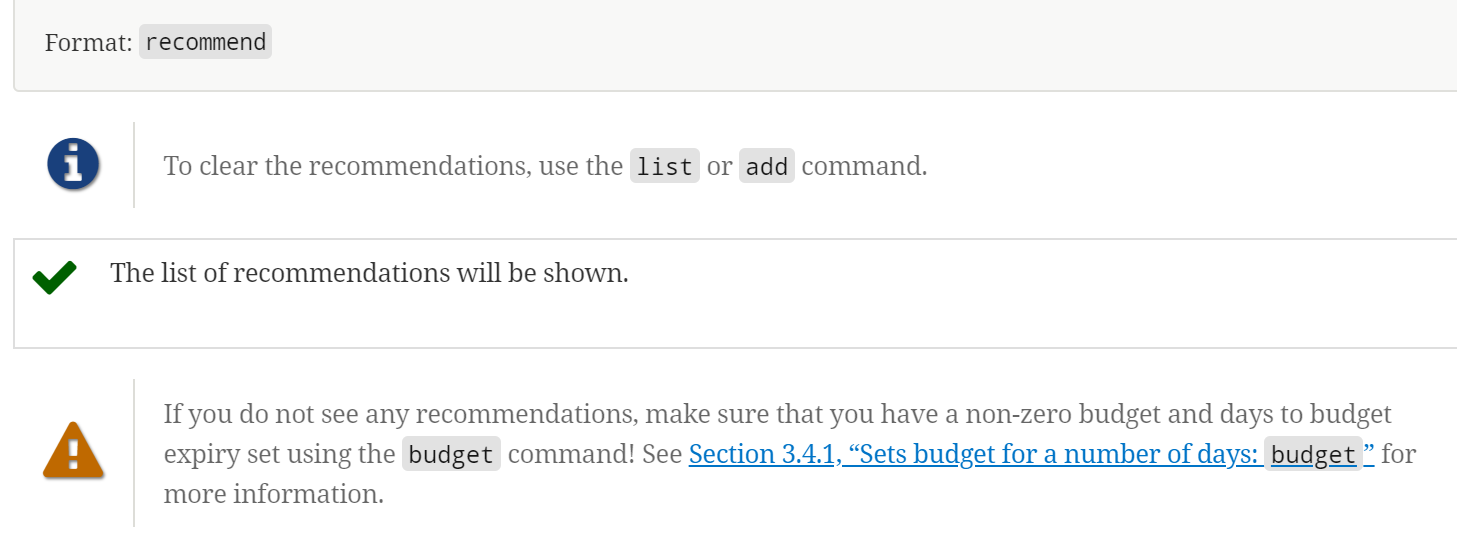 Format: recommend
To clear the recommendations, use the list or add command.
The list of recommendations will be shown.
If you do not see any recommendations, make sure that you have a non-zero budget and days to budget
expiry set using the budget command! See Section 3.4.1, “Sets budget for a number of days: budget” for
more information.